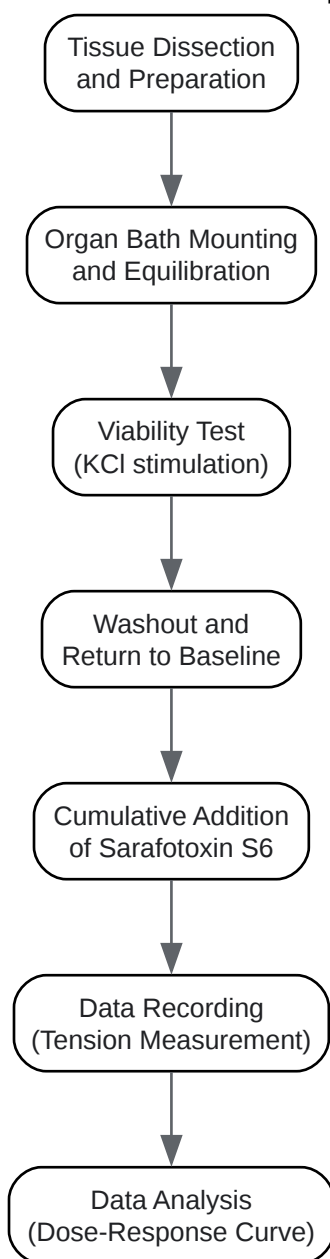 Tissue Dissection
and Preparation
Organ Bath Mounting
and Equilibration
Viability Test
(KCl stimulation)
Washout and
Return to Baseline
Cumulative Addition
of Sarafotoxin S6
Data Recording
(Tension Measurement)
Data Analysis
(Dose-Response Curve)